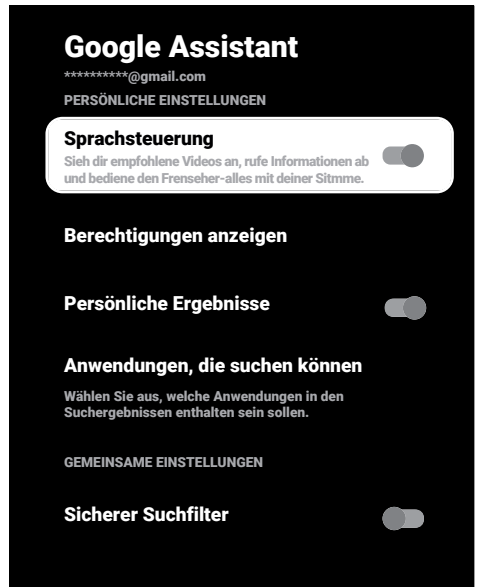 Google Assistant
**********@gmail.com
PERSÖNLICHE EINSTELLUNGEN
Sprachsteuerung
Sieh dir empfohlene Videos an, rufe Informationen ab
und bediene den Frenseher-alles mit deiner Sitmme.
Berechtigungen anzeigen
Persönliche Ergebnisse
Anwendungen, die suchen können
Wählen Sie aus, welche Anwendungen in den
Suchergebnissen enthalten sein sollen.
GEMEINSAME EINSTELLUNGEN
Sicherer Suchfilter